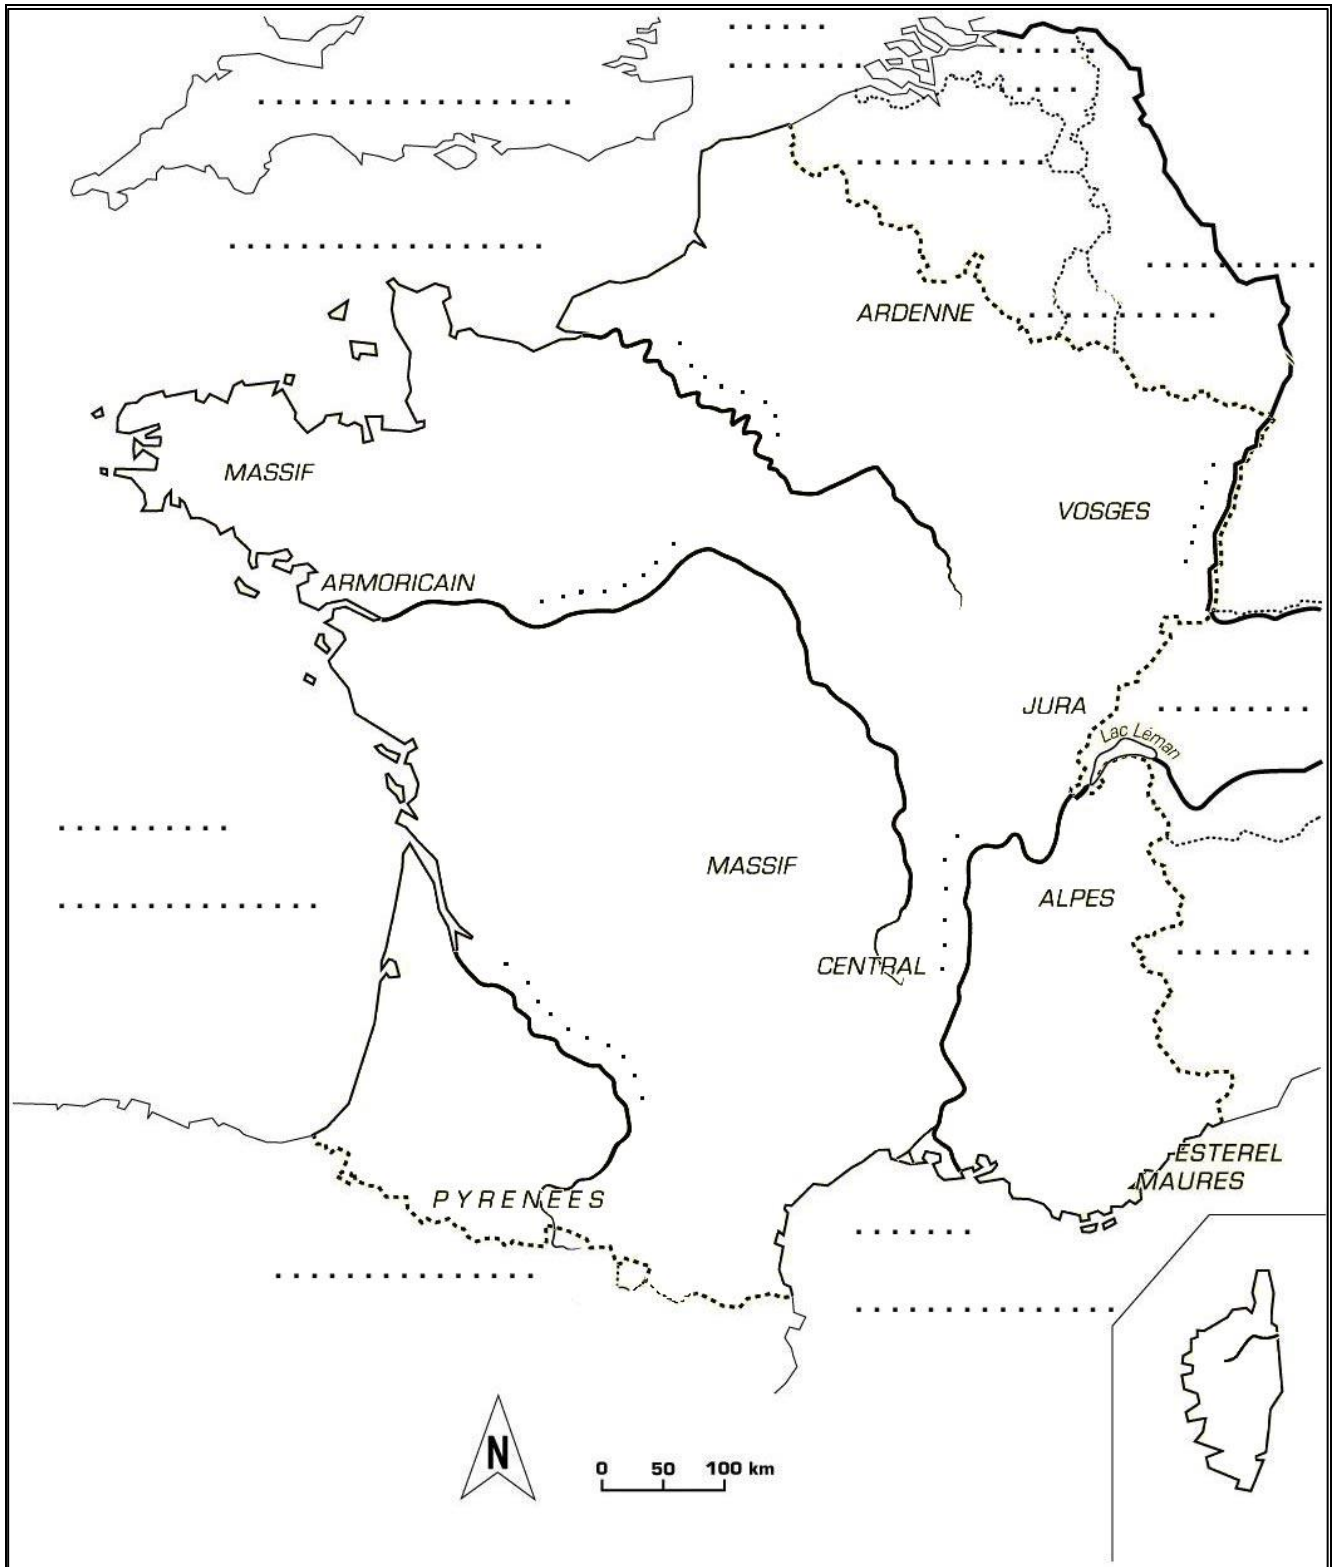 ARDENNE
MASSIF
VOSGES
ARMORICAIN
JURA
Lac Léman
MASSIF
ALPES
CENTRAL
ESTEREL
MAURES
PYRENEES
N
0 50 100 km